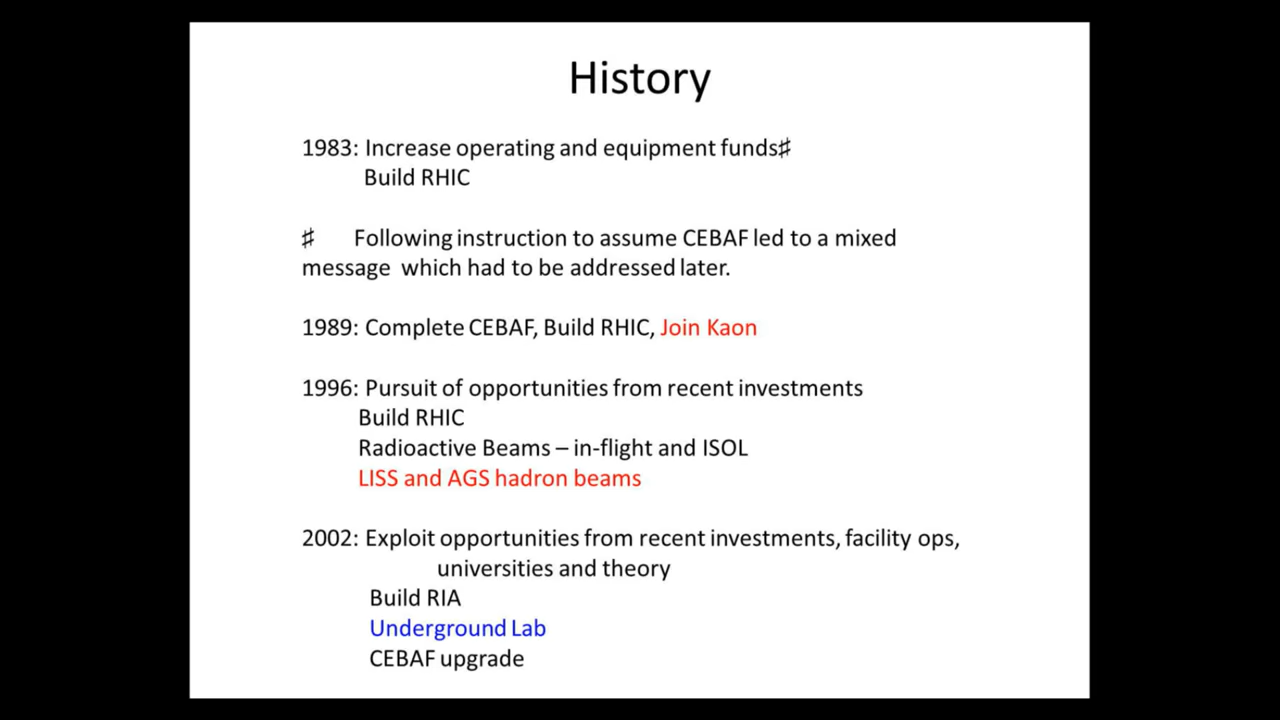 History
1983: Increase operating and equipment funds♯
Build RHIC
♯ Following instruction to assume CEBAF led to a mixed
message which had to be addressed later.
1989: Complete CEBAF, Build RHIC, Join Kaon
1996: Pursuit of opportunities from recent investments
Build RHIC
Radioactive Beams – in-flight and ISOL
LISS and AGS hadron beams
2002: Exploit opportunities from recent investments, facility ops,
universities and theory
Build RIA
Underground Lab
CEBAF upgrade